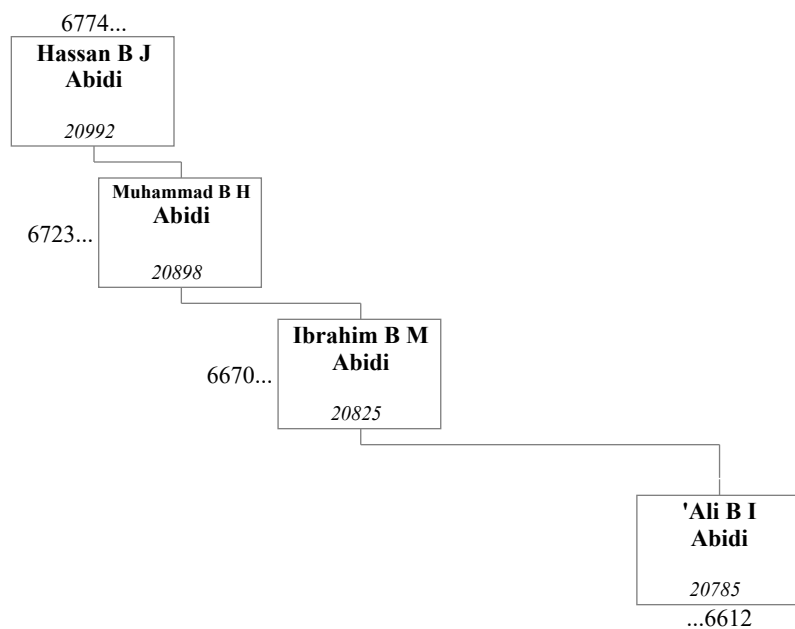 6774...
Hassan B J
Abidi
20992
Muhammad B H
Abidi
6723...
20898
Ibrahim B M
Abidi
6670...
20825
'Ali B I
Abidi
20785
...6612